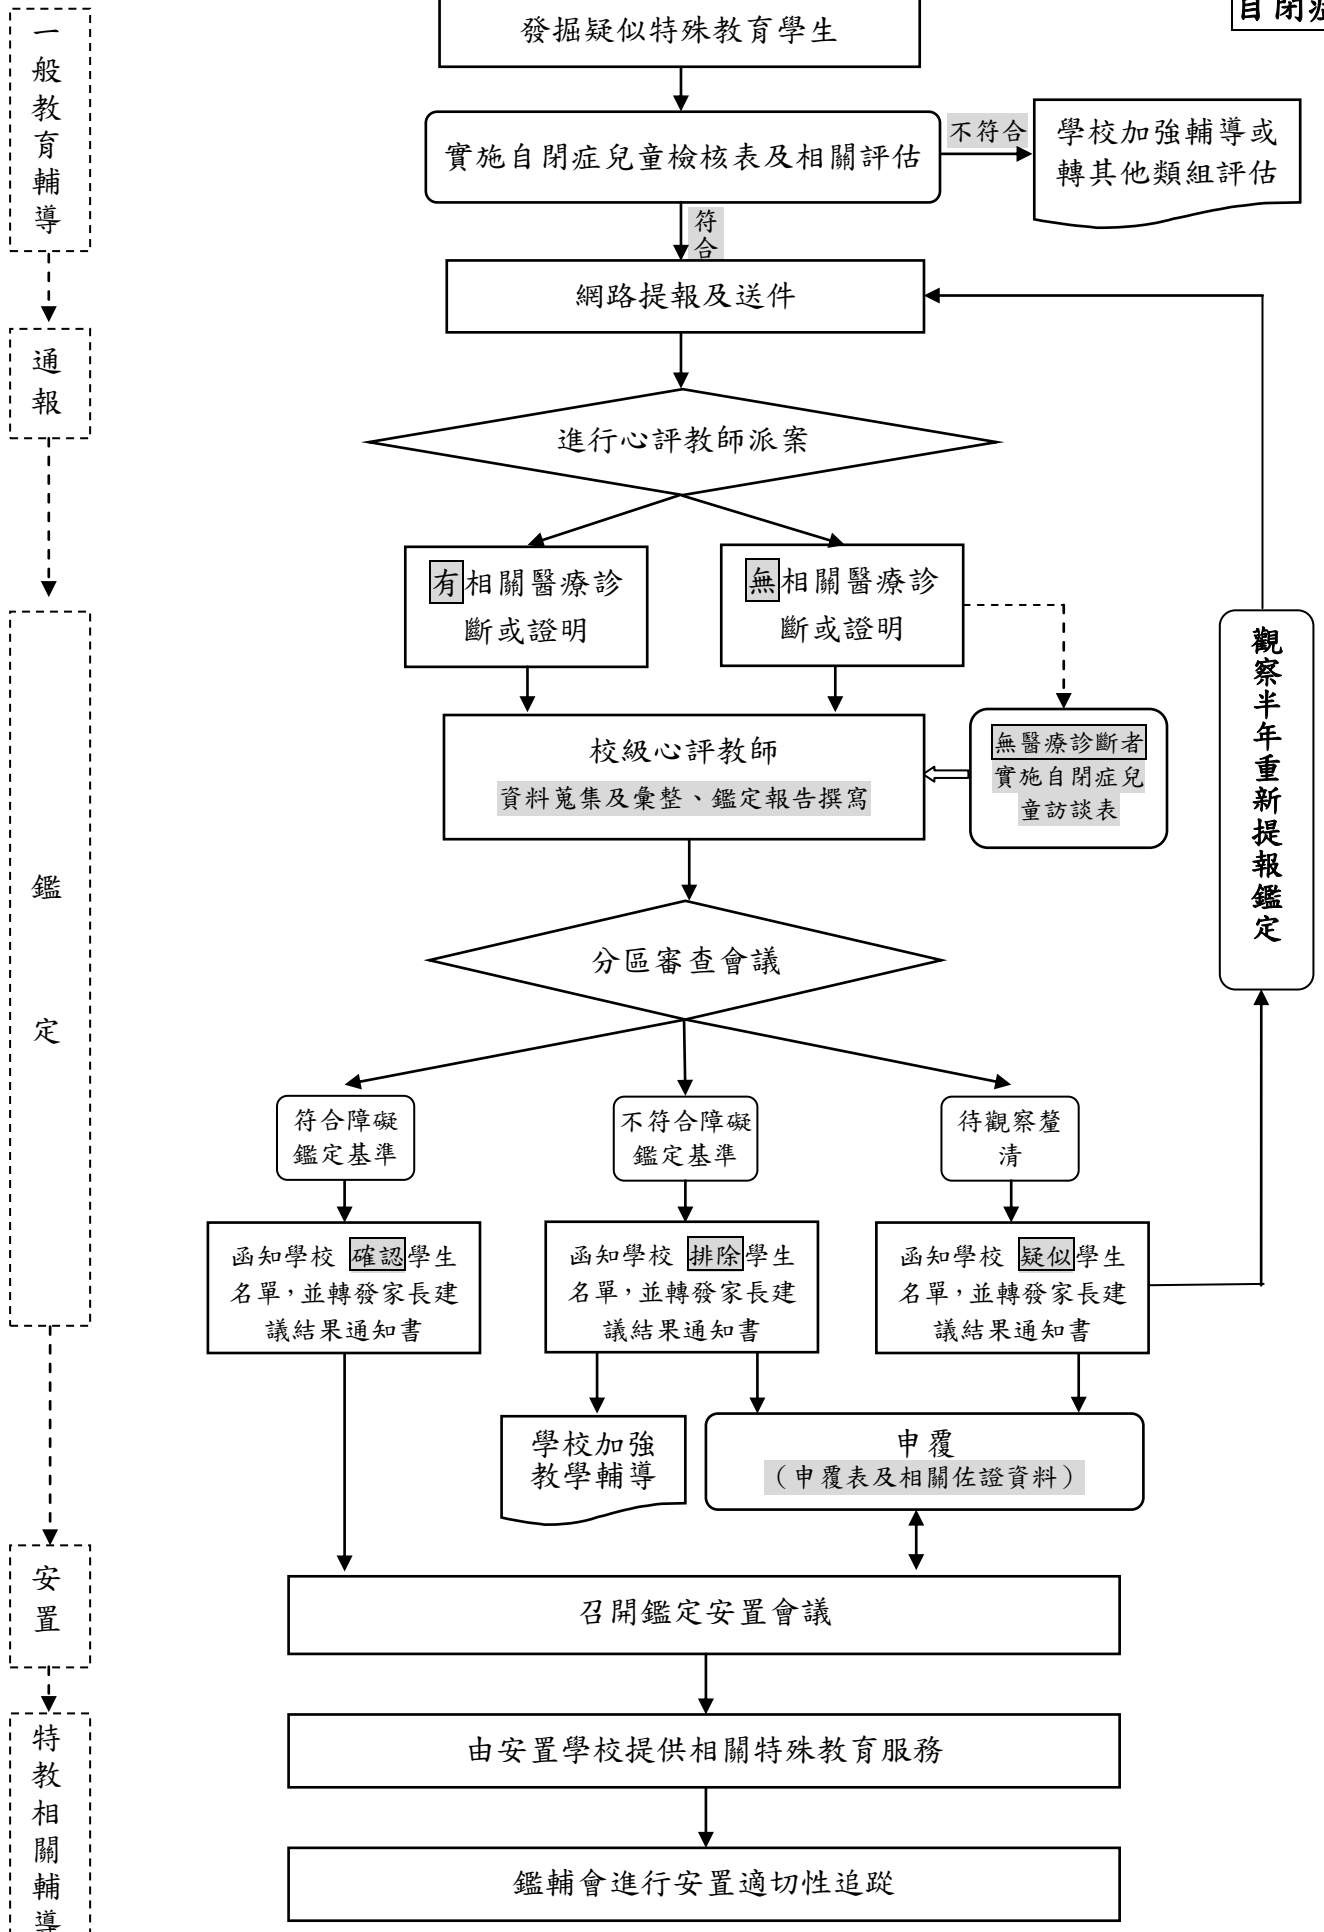 自閉症
發掘疑似特殊教育學生
實施自閉症兒童檢核表及相關評估
不符合
學校加強輔導或
轉其他類組評估
符
合
網路提報及送件
進行心評教師派案
有相關醫療診
斷或證明
無相關醫療診
斷或證明
校級心評教師
資料蒐集及彙整、鑑定報告撰寫
無醫療診斷者
實施自閉症兒
童訪談表
觀察半年重新提報鑑定
分區審查會議
符合障礙
鑑定基準
不符合障礙
鑑定基準
待觀察釐
清
函知學校 確認學生
名單，並轉發家長建
議結果通知書
函知學校 排除學生
名單，並轉發家長建
議結果通知書
函知學校 疑似學生
名單，並轉發家長建
議結果通知書
學校加強
教學輔導
申覆
（申覆表及相關佐證資料）
召開鑑定安置會議
由安置學校提供相關特殊教育服務
鑑輔會進行安置適切性追蹤
一般教育輔導
通報
鑑定
安置
特教相關輔導